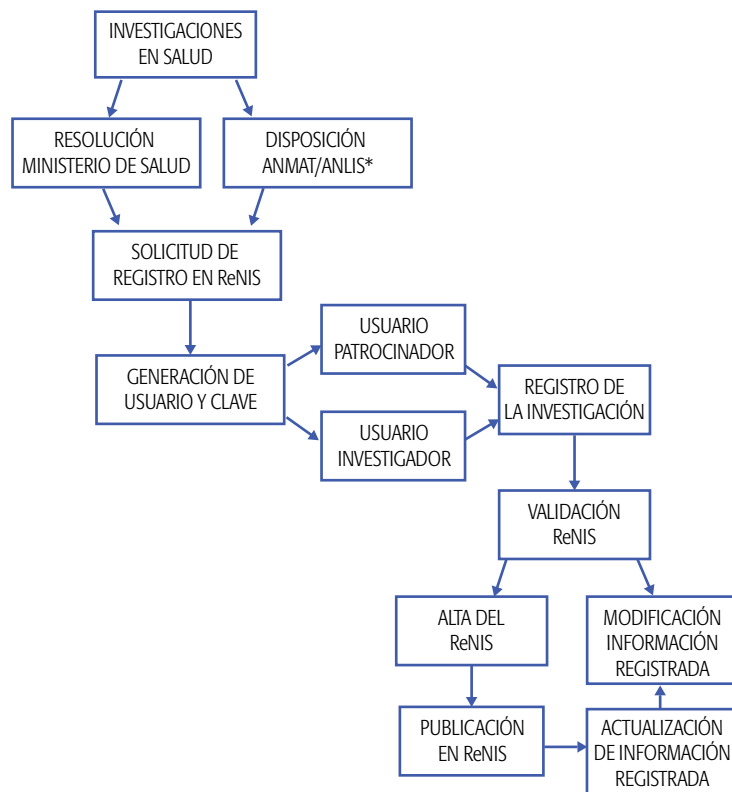 INVESTIGACIONES
EN SALUD
RESOLUCIÓN
MINISTERIO DE SALUD
DISPOSICIÓN
ANMAT/ANLIS*
SOLICITUD DE
REGISTRO EN ReNIS
GENERACIÓN DE
USUARIO Y CLAVE
USUARIO
PATROCINADOR
USUARIO
INVESTIGADOR
REGISTRO DE
LA INVESTIGACIÓN
VALIDACIÓN
ReNIS
ALTA DEL
ReNIS
MODIFICACIÓN
INFORMACIÓN
REGISTRADA
PUBLICACIÓN
EN ReNIS
ACTUALIZACIÓN
DE INFORMACIÓN
REGISTRADA